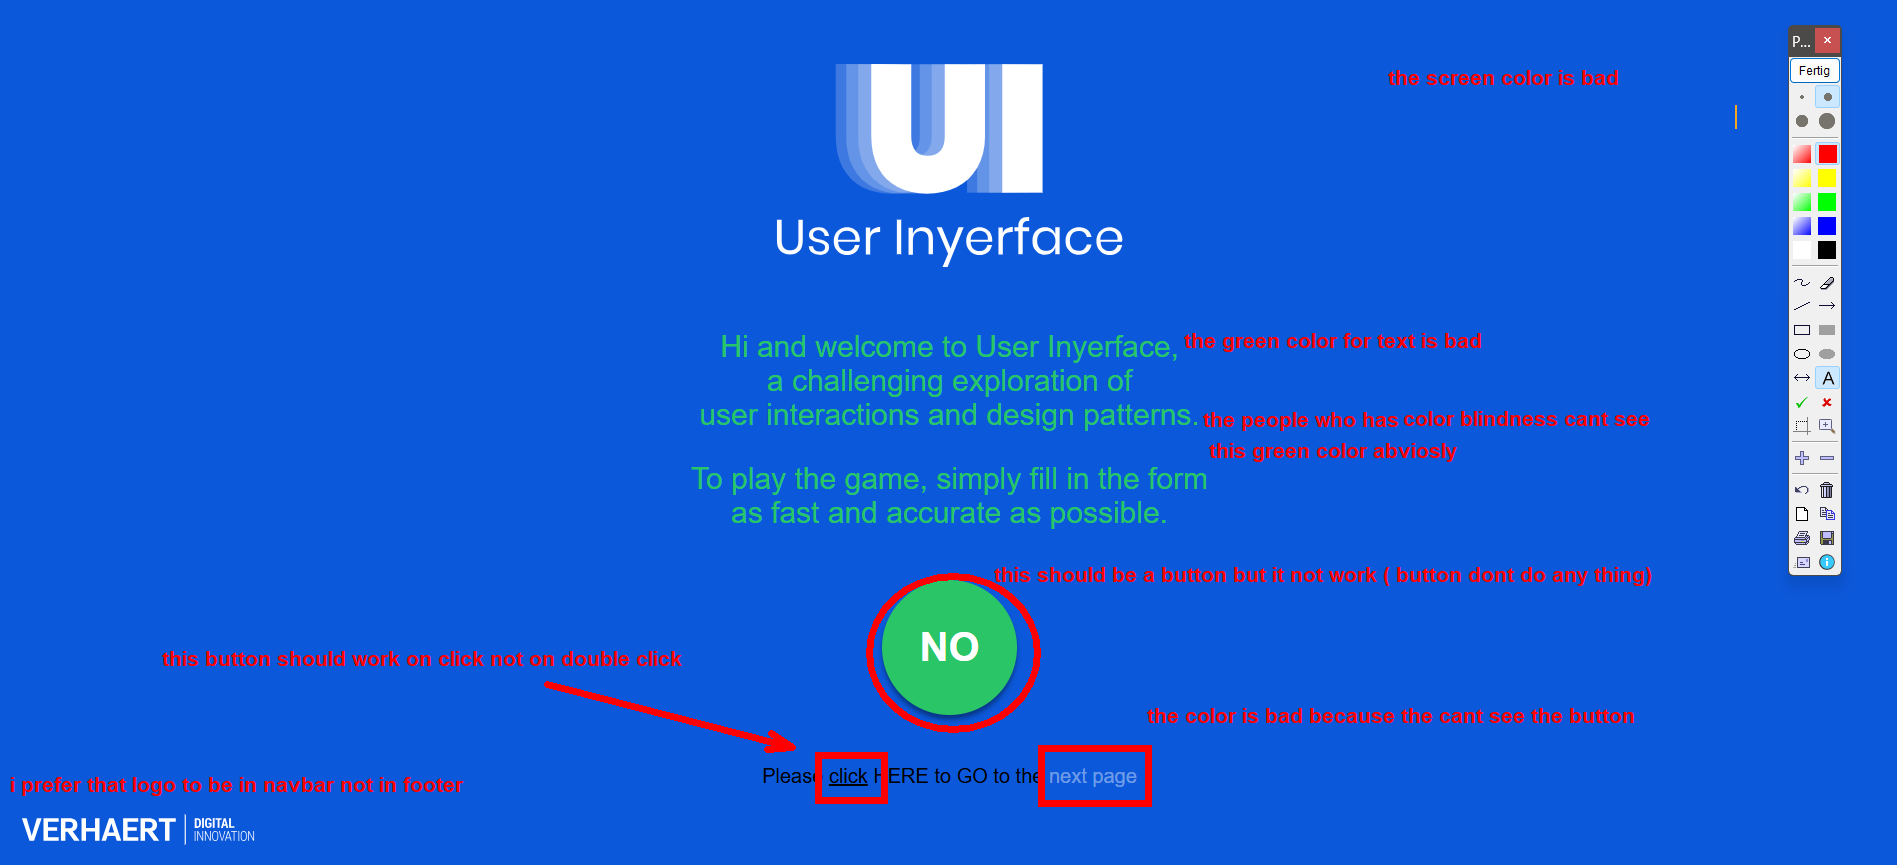 P...
Fertig
the screen color is bad
UI
User Inyerface
Hi and welcome to User Inyerface,
the green color for text is bad
a challenging exploration of
user interactions and design patterns.
the people who has color blindness cant see
this green color abviosly
To play the game, simply fill in the form
as fast and accurate as possible.
this should be a button but it not work ( button dont do any thing)
NO
this button should work on click not on double click
the color is bad because the cant see the button
Please click HERE to GO to the next page
i prefer that logo to be in navbar not in footer
VERHAERT
DIGITAL
INNOVATION